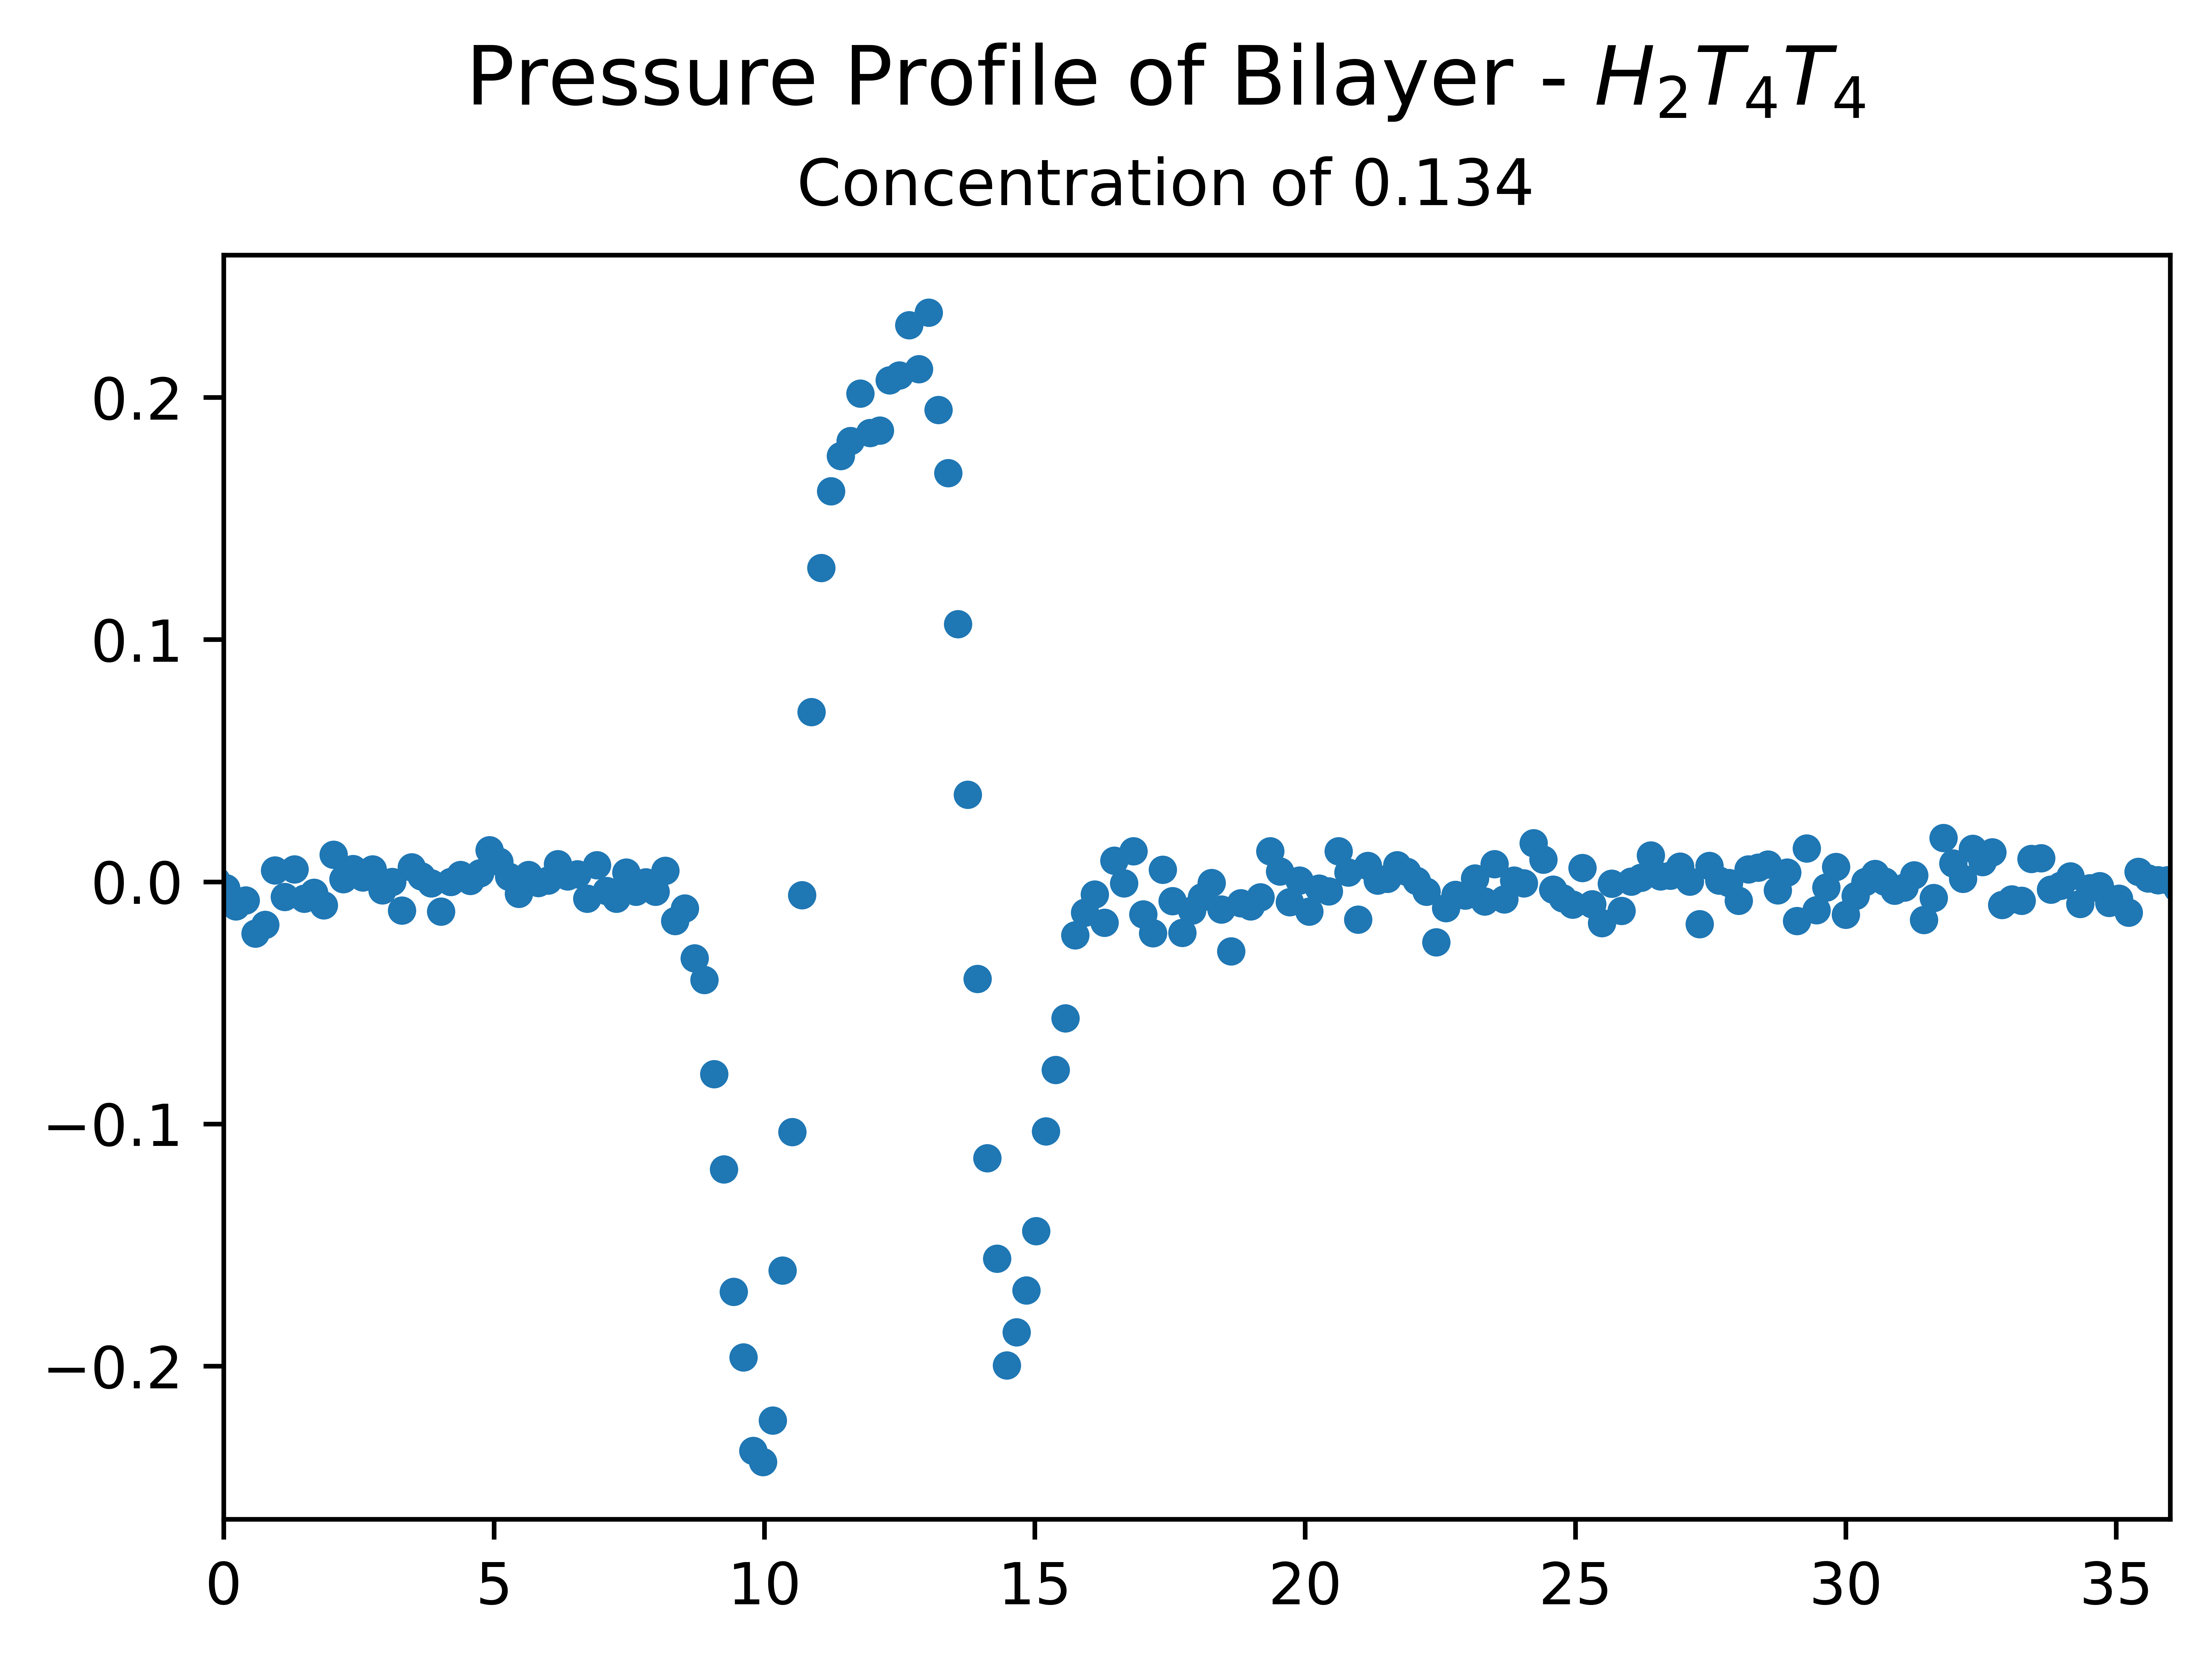 Pressure Profile of Bilayer - H₂T₄T₄
Concentration of 0.134
0.2
0.1
0.0
−0.1
−0.2
0 5 10 15 20 25 30 35